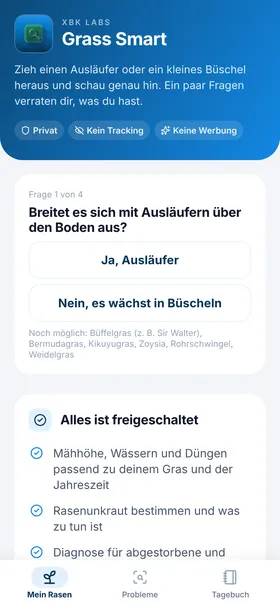 XBK LABS
Grass Smart
Zieh einen Ausläufer oder ein kleines Büschel
heraus und schau genau hin. Ein paar Fragen
verraten dir, was du hast.
Privat
Kein Tracking
Keine Werbung
Frage 1 von 4
Breitet es sich mit Ausläufern über
den Boden aus?
Ja, Ausläufer
Nein, es wächst in Büscheln
Noch möglich: Büffelgras (z. B. Sir Walter),
Bermudagras, Kikuyugras, Zoysia, Rohrschwingel,
Weidelgras
Alles ist freigeschaltet
Mähhöhe, Wässern und Düngen
passend zu deinem Gras und der
Jahreszeit
Rasenunkraut bestimmen und was
zu tun ist
Diagnose für abgestorbene und
Mein Rasen
Probleme
Tagebuch